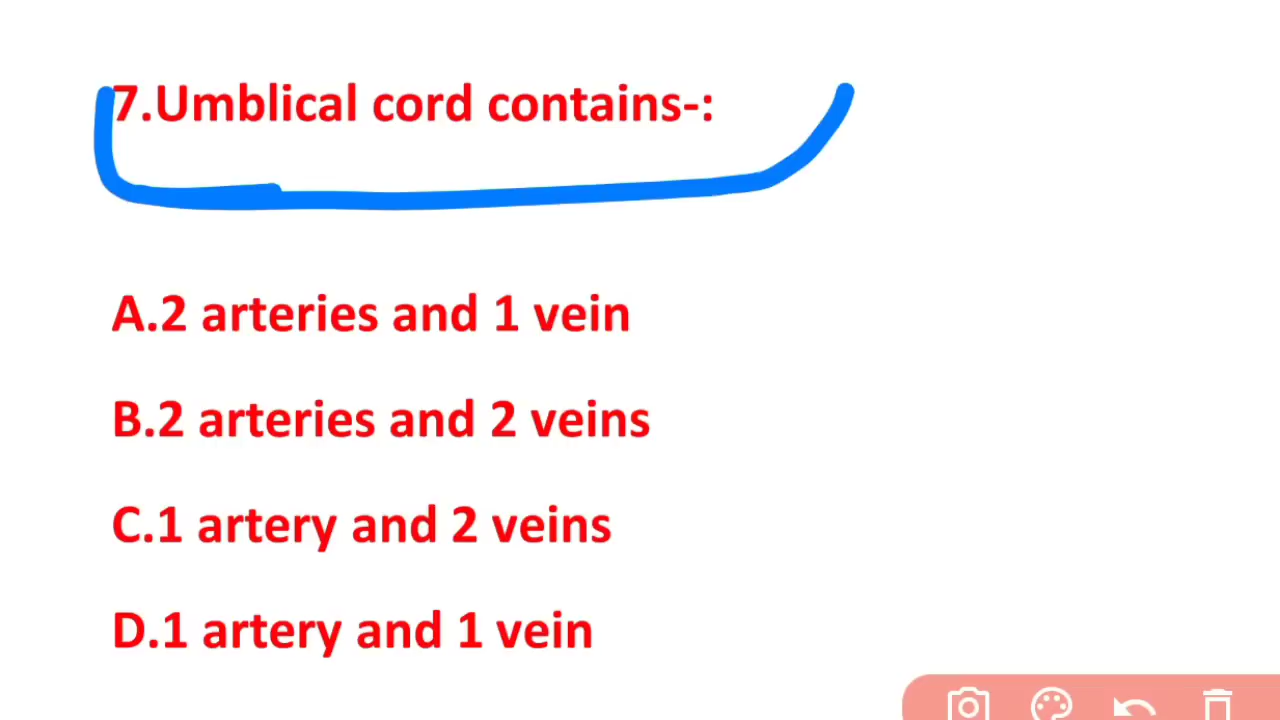 7.Umblical cord contains-:
A.2 arteries and 1 vein
B.2 arteries and 2 veins
C.1 artery and 2 veins
D.1 artery and 1 vein